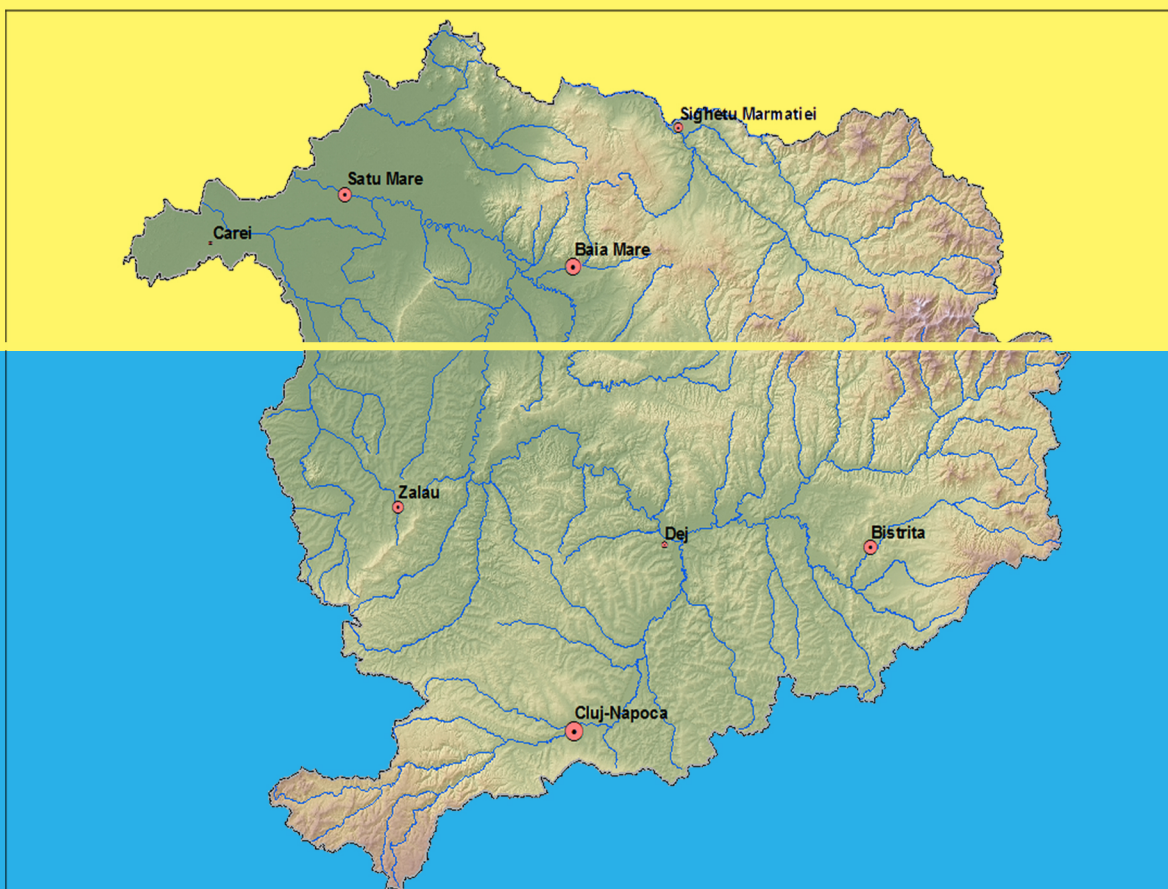 Sighetu Marmatiei
Satu Mare
Carei
Baia Mare
Zalau
Dej
Bistrita
Cluj-Napoca